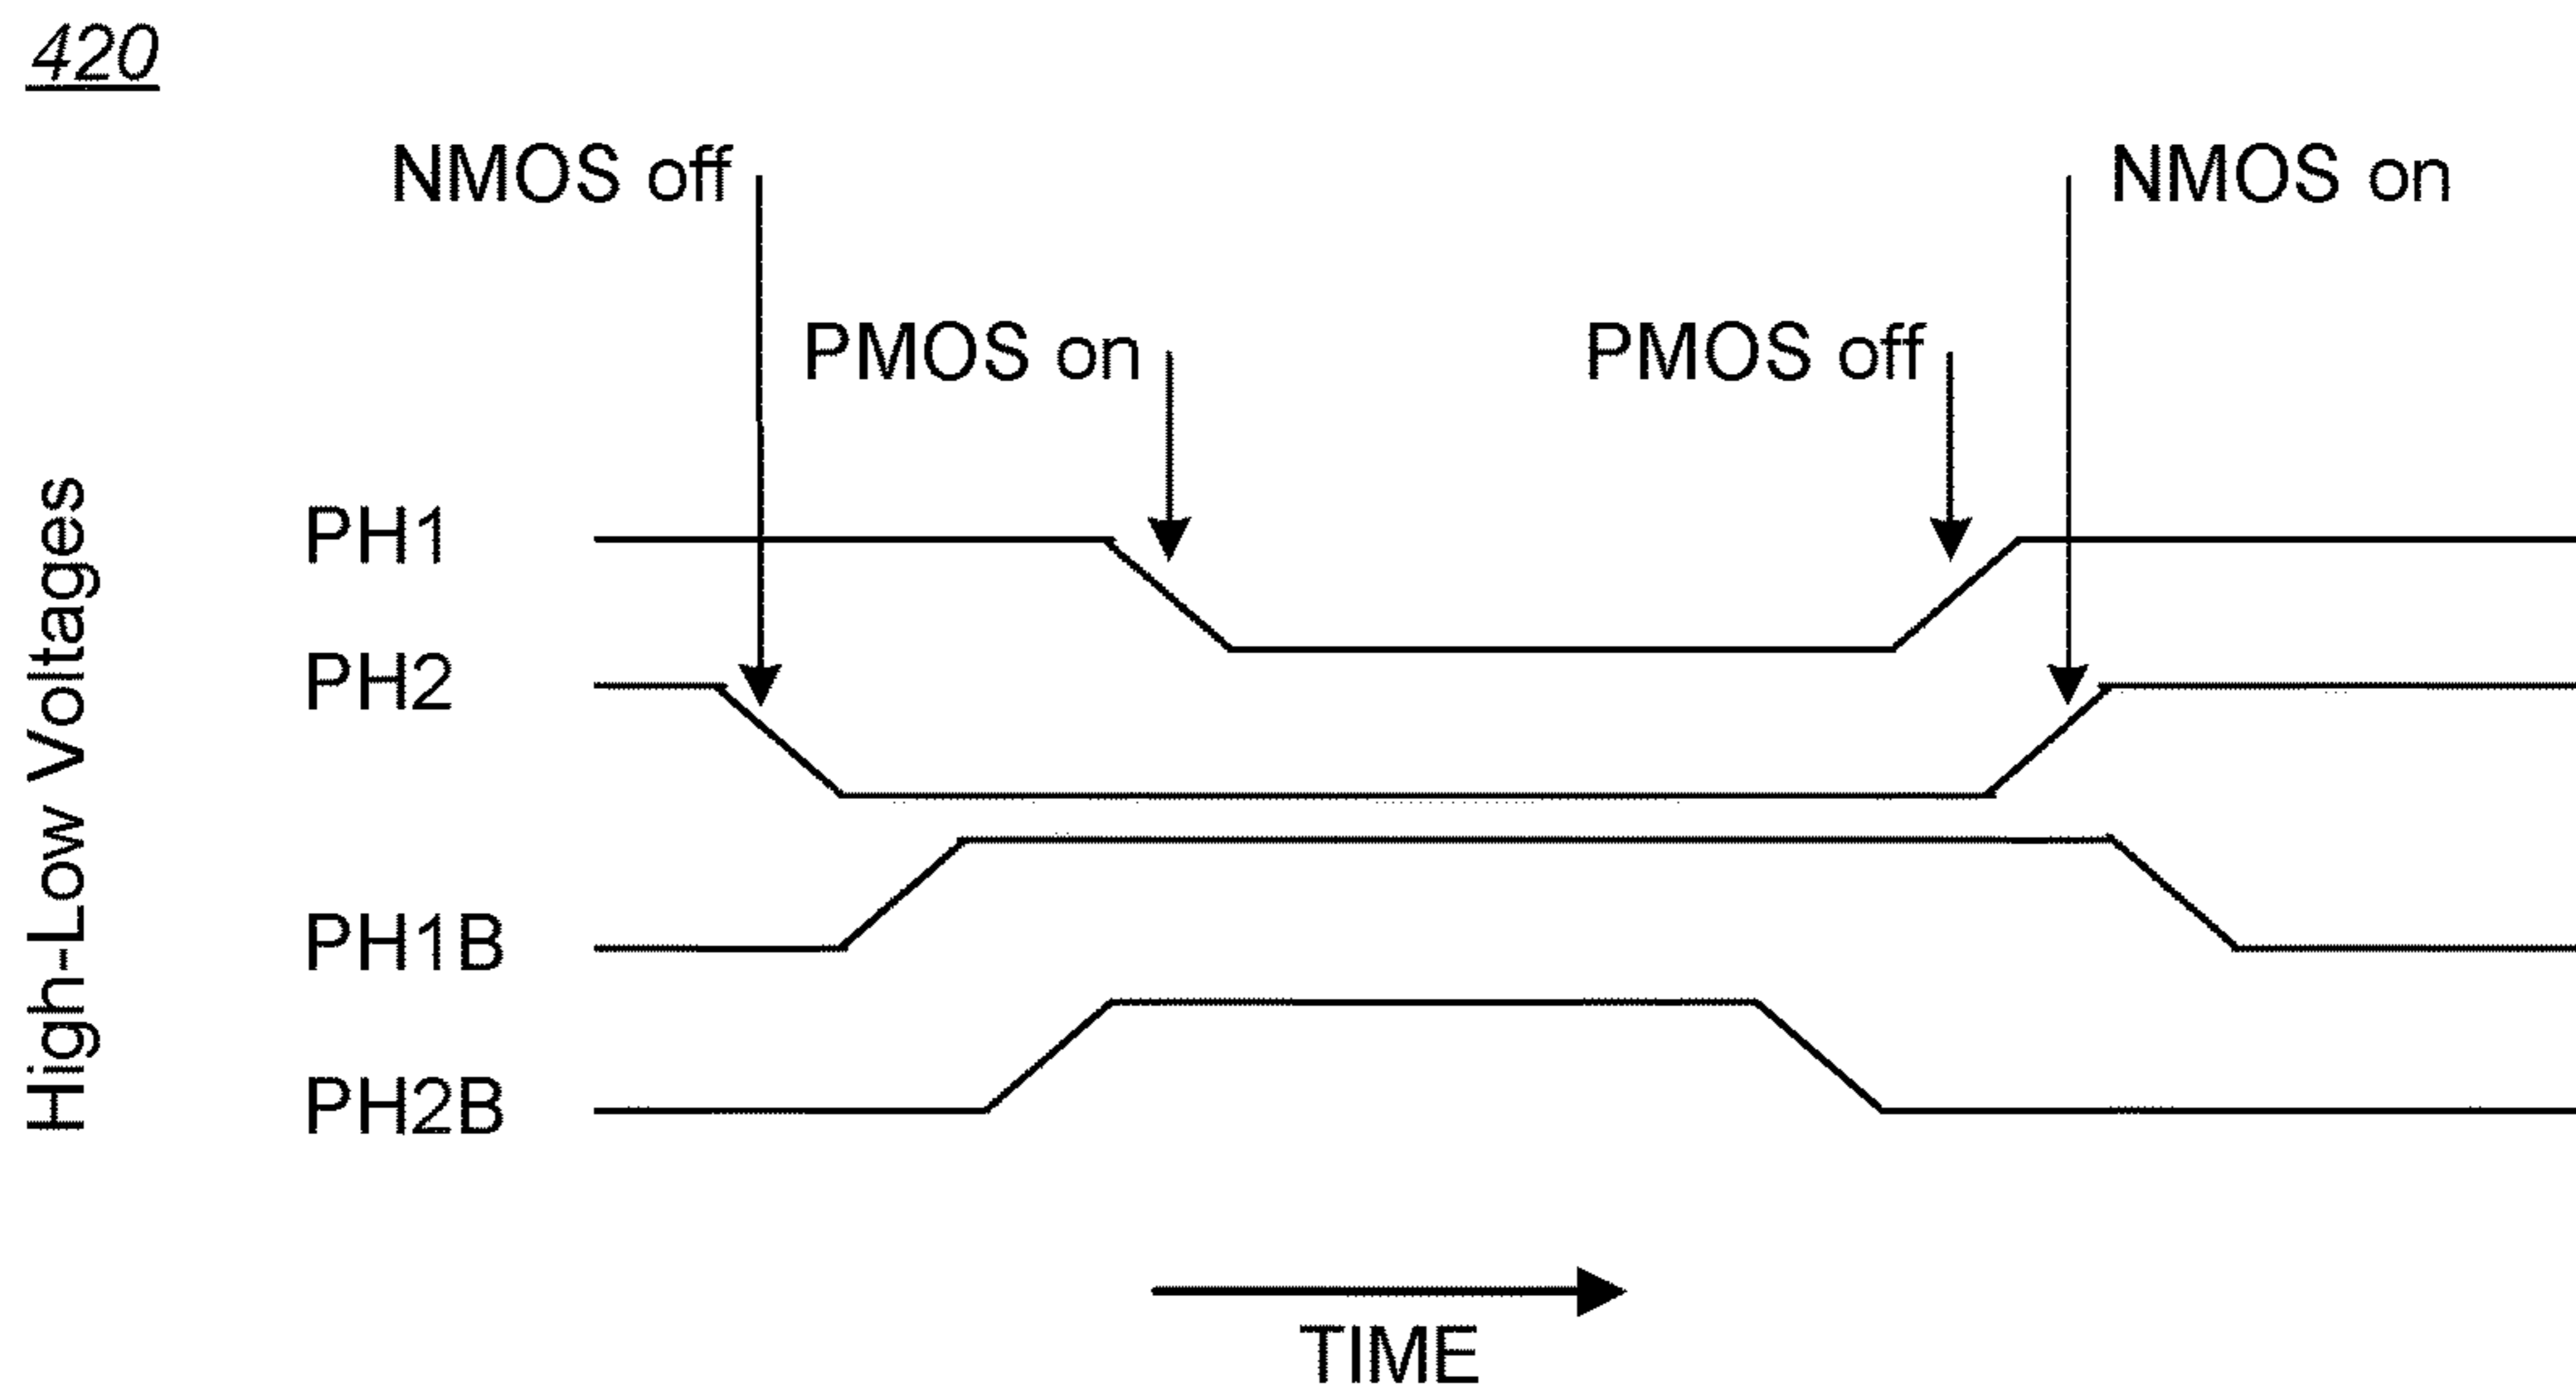 420
NMOS off
NMOS on
PMOS on
PMOS off
High-Low Voltages
PH1
PH2
PH1B
PH2B
TIME